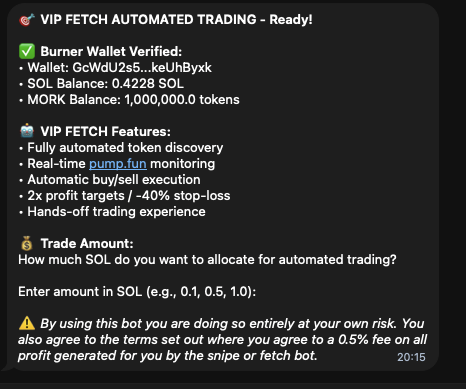 🎯 VIP FETCH AUTOMATED TRADING - Ready!
✅ Burner Wallet Verified:
• Wallet: GcWdU2s5...keUhByxk
• SOL Balance: 0.4228 SOL
• MORK Balance: 1,000,000.0 tokens
🤖 VIP FETCH Features:
• Fully automated token discovery
• Real-time pump.fun monitoring
• Automatic buy/sell execution
• 2x profit targets / -40% stop-loss
• Hands-off trading experience
💰 Trade Amount:
How much SOL do you want to allocate for automated trading?
Enter amount in SOL (e.g., 0.1, 0.5, 1.0):
⚠️ By using this bot you are doing so entirely at your own risk. You
also agree to the terms set out where you agree to a 0.5% fee on all
profit generated for you by the snipe or fetch bot.
20:15